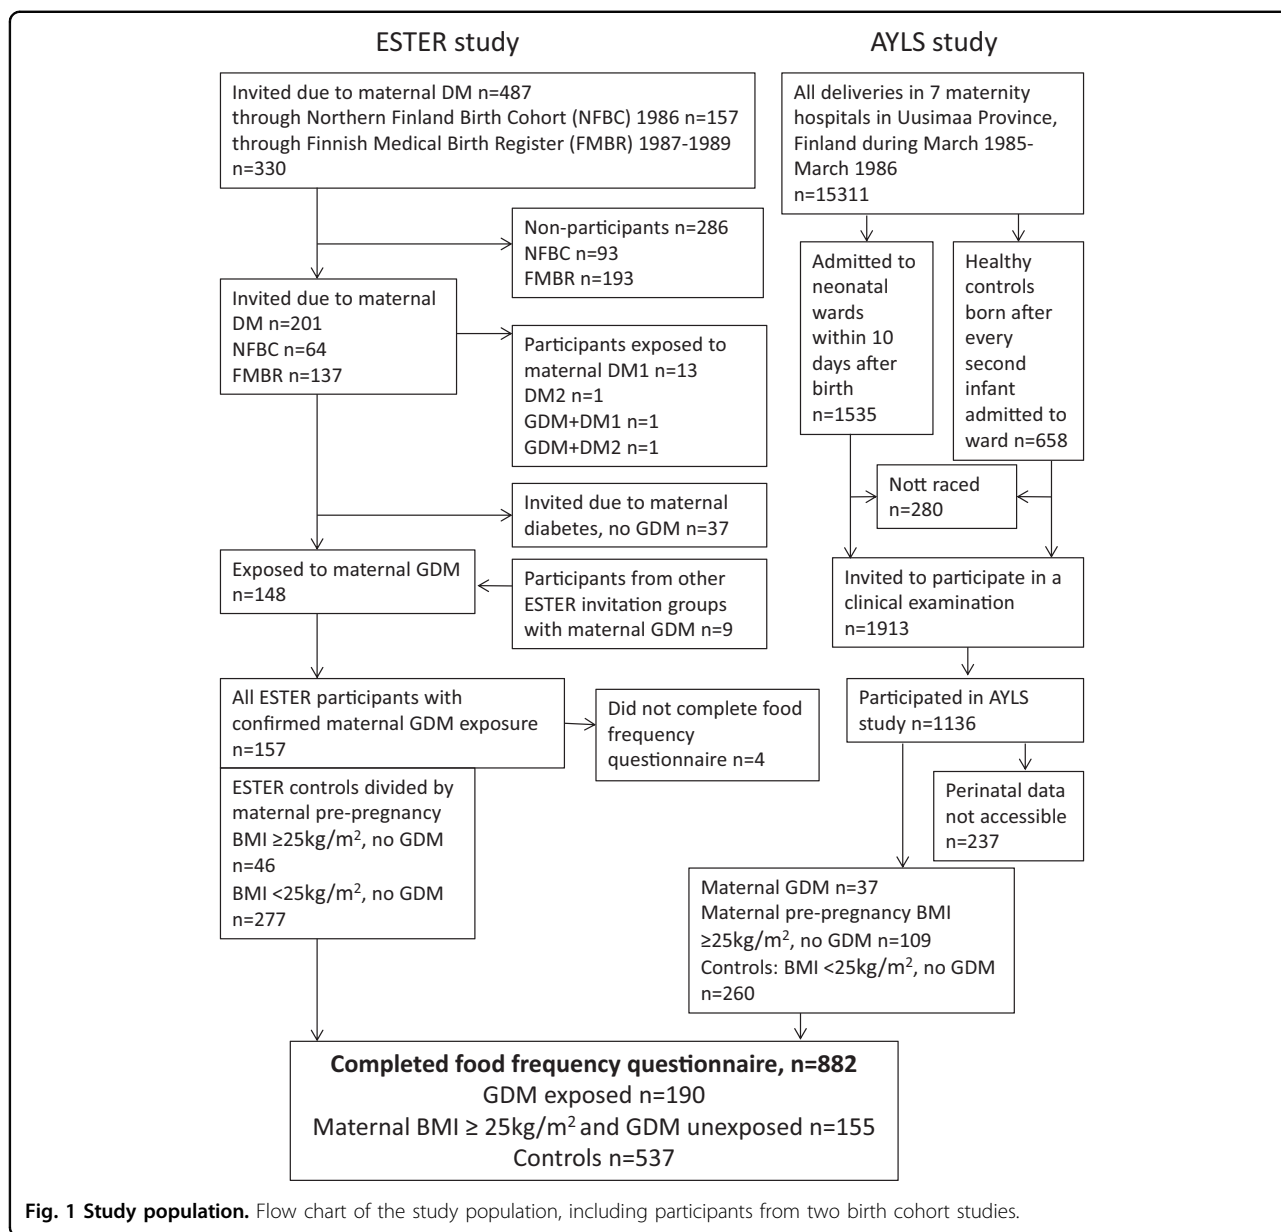 ESTER study
Invited due to maternal DM n=487
through Northern Finland Birth Cohort (NFBC) 1986 n=157
through Finnish Medical Birth Register (FMBR) 1987-1989
n=330
Non-participants n=286
NFBC n=93
FMBR n=193
Invited due to maternal
DM n=201
NFBC n=64
FMBR n=137
Participants exposed to
maternal DM1 n=13
DM2 n=1
GDM+DM1 n=1
GDM+DM2 n=1
Invited due to maternal
diabetes, no GDM n=37
Exposed to maternal GDM
n=148
Participants from other
ESTER invitation groups
with maternal GDM n=9
All ESTER participants with
confirmed maternal GDM exposure
n=157
Did not complete food
frequency
questionnaire n=4
ESTER controls divided by
maternal pre-pregnancy
BMI ≥25kg/m², no GDM
n=46
BMI <25kg/m², no GDM
n=277
AYLS study
All deliveries in 7 maternity
hospitals in Uusimaa Province,
Finland during March 1985-
March 1986
n=15311
Admitted to
neonatal
wards
within 10
days after
birth
n=1535
Healthy
controls
born after
every
second
infant
admitted to
ward n=658
Nott raced
n=280
Invited to participate in a
clinical examination
n=1913
Participated in AYLS
study n=1136
Perinatal data
not accessible
n=237
Maternal GDM n=37
Maternal pre-pregnancy BMI
≥25kg/m², no GDM n=109
Controls: BMI <25kg/m², no GDM
n=260
Completed food frequency questionnaire, n=882
GDM exposed n=190
Maternal BMI ≥ 25kg/m² and GDM unexposed n=155
Controls n=537
Fig. 1 Study population. Flow chart of the study population, including participants from two birth cohort studies.